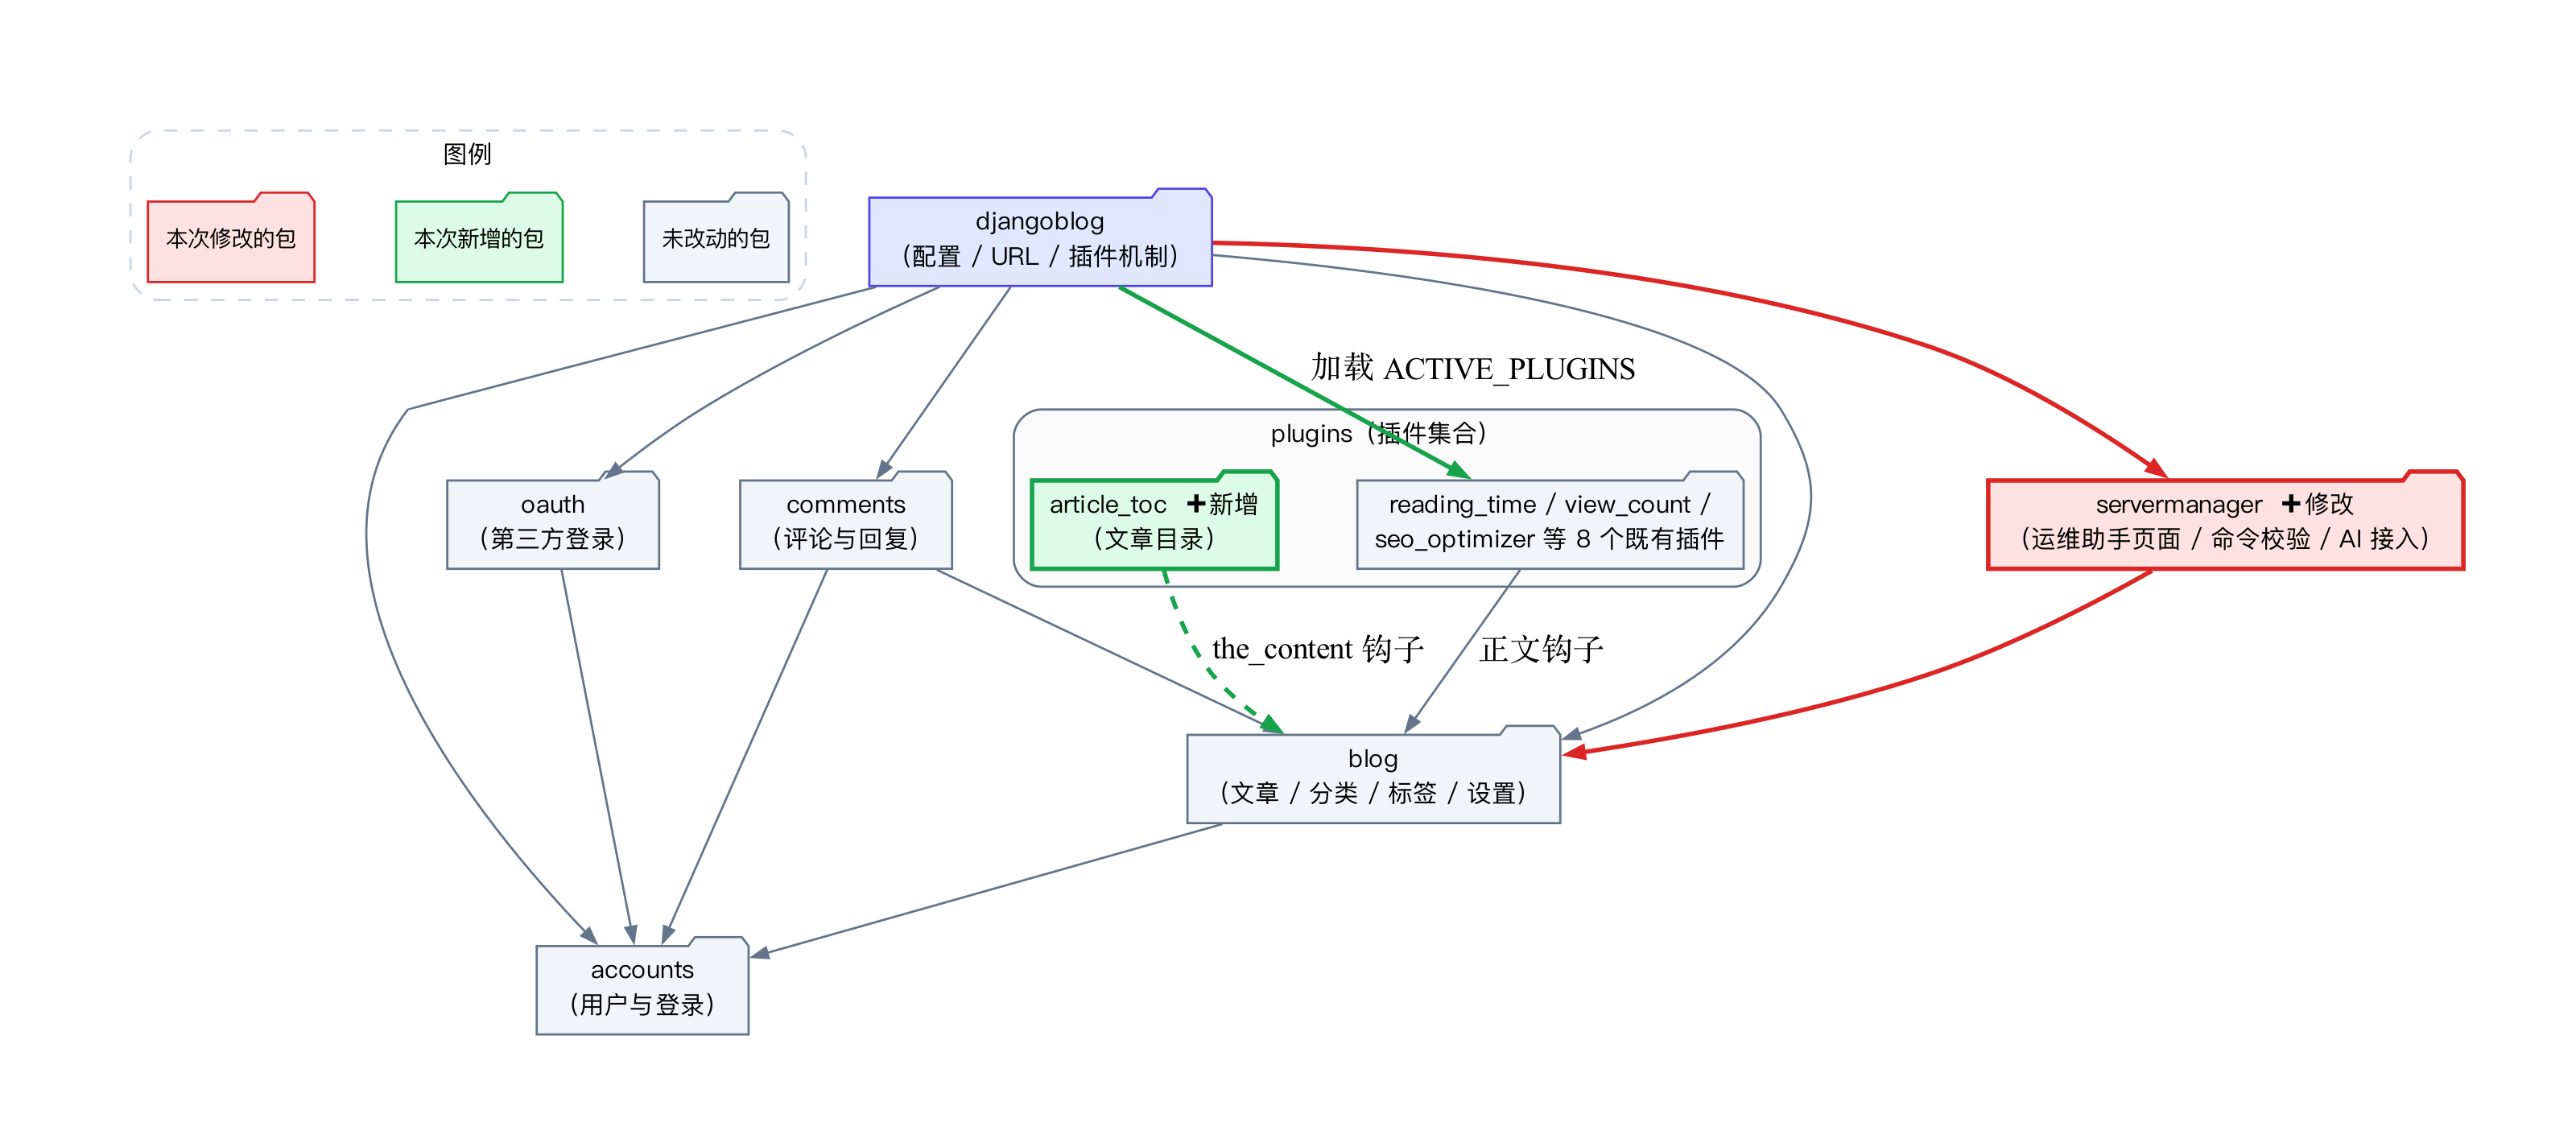 图例
本次修改的包
本次新增的包
未改动的包
djangoblog
（配置 / URL / 插件机制）
加载 ACTIVE_PLUGINS
plugins（插件集合）
oauth
（第三方登录）
comments
（评论与回复）
article_toc ➕新增
（文章目录）
reading_time / view_count /
seo_optimizer 等 8 个既有插件
servermanager ➕修改
（运维助手页面 / 命令校验 / AI 接入）
the_content 钩子
正文钩子
blog
（文章 / 分类 / 标签 / 设置）
accounts
（用户与登录）